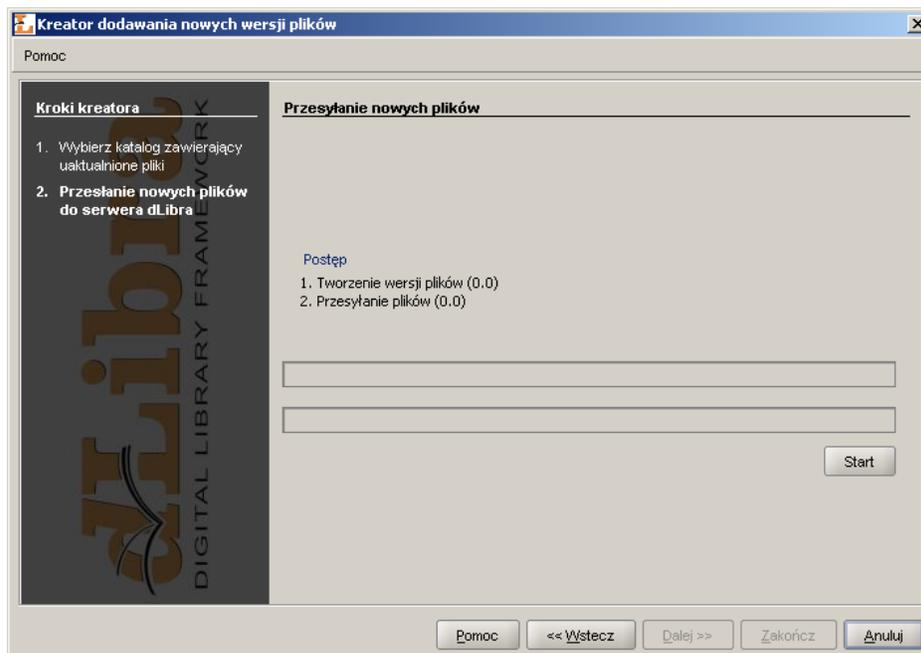 Kreator dodawania nowych wersji plików
Pomoc
Kroki kreatora
1. Wybierz katalog zawierający
uaktualnione pliki
2. Przesłanie nowych plików
do serwera dLibra
dLibra
DIGITAL LIBRARY FRAMEWORK
Przesyłanie nowych plików
Postęp
1. Tworzenie wersji plików (0.0)
2. Przesyłanie plików (0.0)
Start
Pomoc
<< Wstecz
Dalej >>
Zakończ
Anuluj